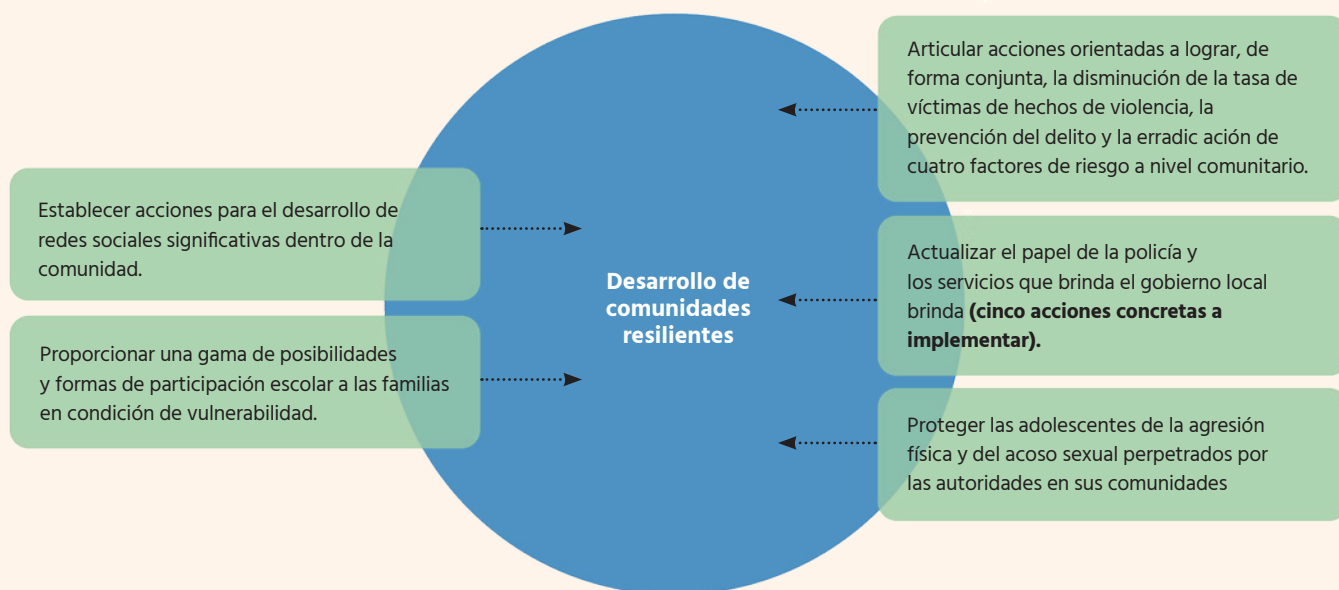 Establecer acciones para el desarrollo de
redes sociales significativas dentro de la
comunidad.
Proporcionar una gama de posibilidades
y formas de participación escolar a las familias
en condición de vulnerabilidad.
Desarrollo de
comunidades
resilientes
Articular acciones orientadas a lograr, de
forma conjunta, la disminución de la tasa de
víctimas de hechos de violencia, la
prevención del delito y la erradic ación de
cuatro factores de riesgo a nivel comunitario.
Actualizar el papel de la policía y
los servicios que brinda el gobierno local
brinda (cinco acciones concretas a
implementar).
Proteger las adolescentes de la agresión
física y del acoso sexual perpetrados por
las autoridades en sus comunidades